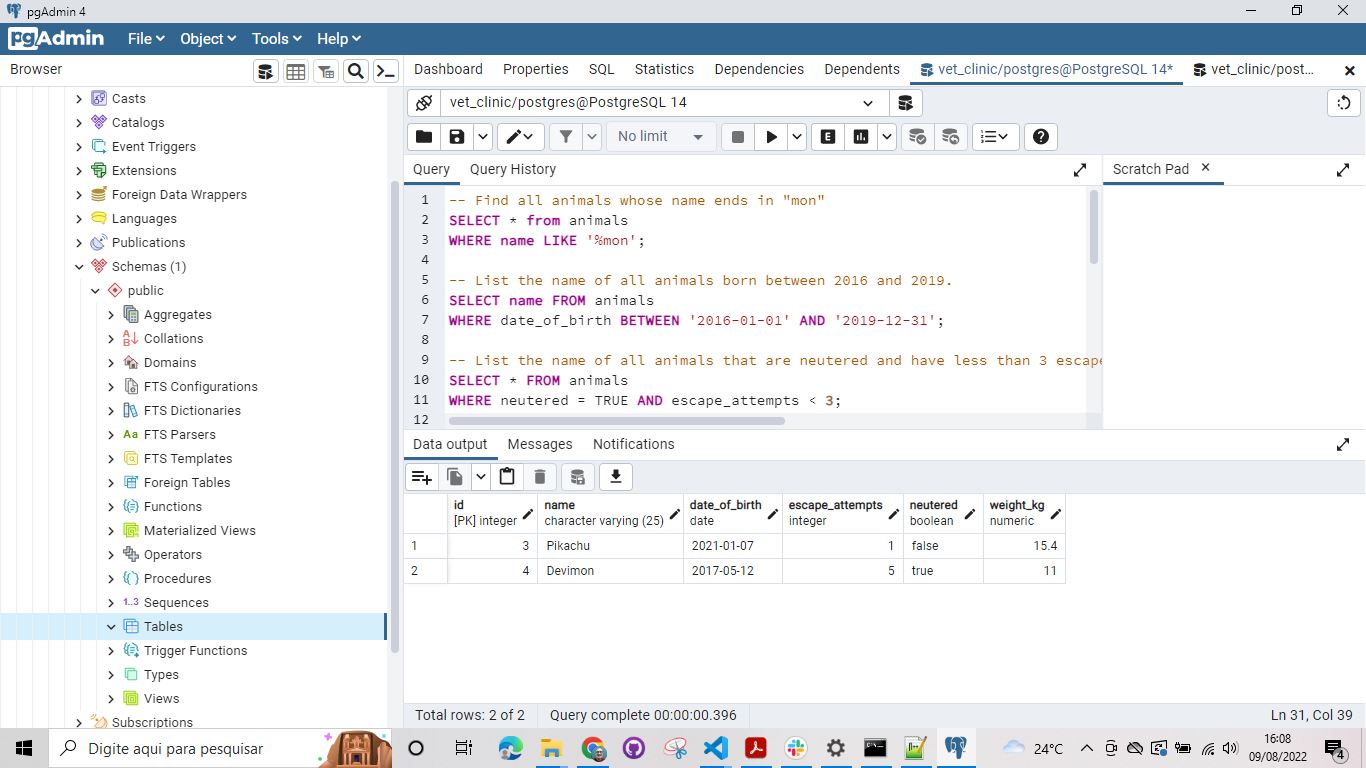 pgAdmin 4
pgAdmin File Object Tools Help
Browser
Dashboard Properties SQL Statistics Dependencies Dependents vet_clinic/postgres@PostgreSQL 14* vet_clinic/post...
Casts
Catalogs
Event Triggers
Extensions
Foreign Data Wrappers
Languages
Publications
Schemas (1)
public
Aggregates
Collations
Domains
FTS Configurations
FTS Dictionaries
Aa FTS Parsers
FTS Templates
Foreign Tables
Functions
Materialized Views
Operators
Procedures
1..3 Sequences
Tables
Trigger Functions
Types
Views
Subscriptions
vet_clinic/postgres@PostgreSQL 14
No limit
E
Query Query History
Scratch Pad
1 -- Find all animals whose name ends in "mon"
2 SELECT * from animals
3 WHERE name LIKE '%mon';
4
5 -- List the name of all animals born between 2016 and 2019.
6 SELECT name FROM animals
7 WHERE date_of_birth BETWEEN '2016-01-01' AND '2019-12-31';
8
9 -- List the name of all animals that are neutered and have less than 3 escape
10 SELECT * FROM animals
11 WHERE neutered = TRUE AND escape_attempts < 3;
12
Data output Messages Notifications
id name date_of_birth escape_attempts neutered weight_kg
[PK] integer character varying (25) date integer boolean numeric
1 3 Pikachu 2021-01-07 1 false 15.4
2 4 Devimon 2017-05-12 5 true 11
Total rows: 2 of 2 Query complete 00:00:00.396 Ln 31, Col 39
Digite aqui para pesquisar
24°C
16:08
09/08/2022
4